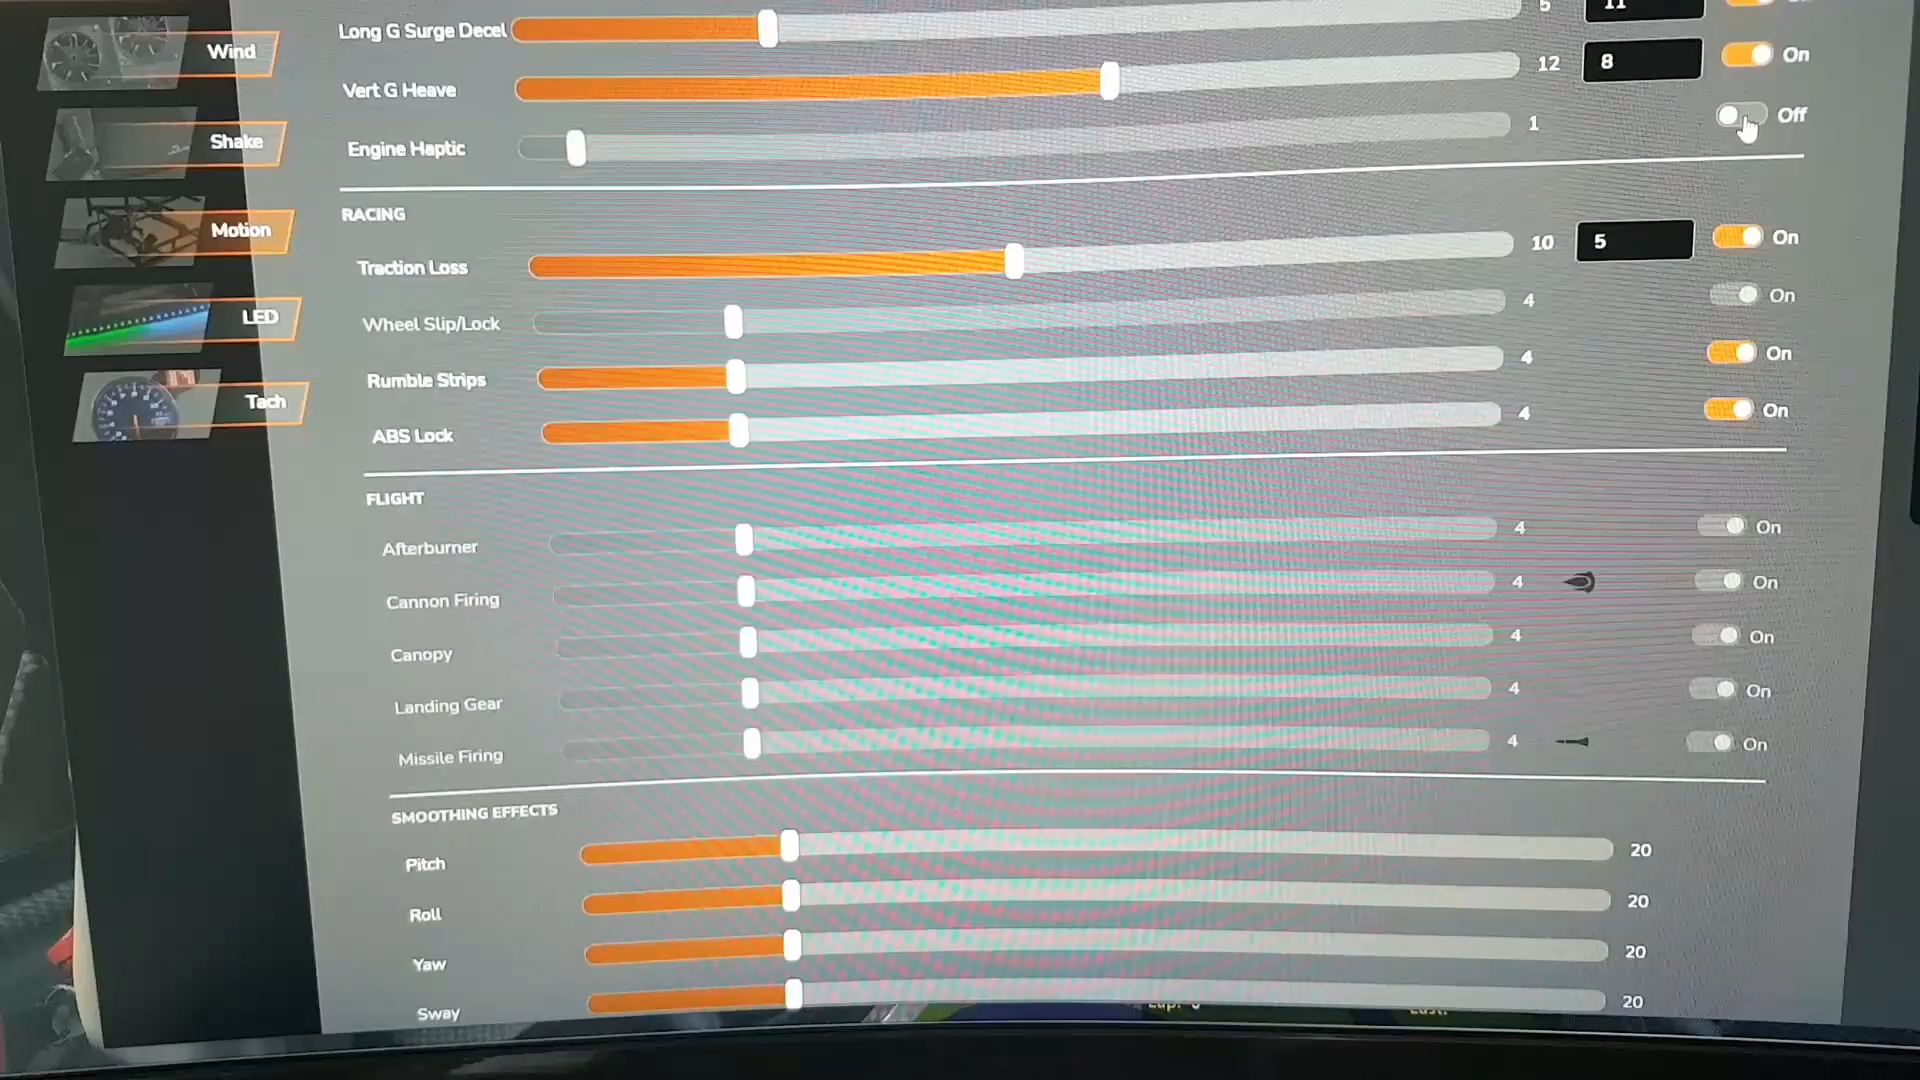 Long G Surge Decel 5 11
Vert G Heave 12 8 On
Engine Haptic 1 Off
RACING
Traction Loss 10 5 On
Wheel Slip/Lock 4 On
Rumble Strips 4 On
ABS Lock 4 On
FLIGHT
Afterburner 4 On
Cannon Firing 4 On
Canopy 4 On
Landing Gear 4 On
Missile Firing 4 On
SMOOTHING EFFECTS
Pitch 20
Roll 20
Yaw 20
Sway 20
Wind
Shake
Motion
LED
Tach